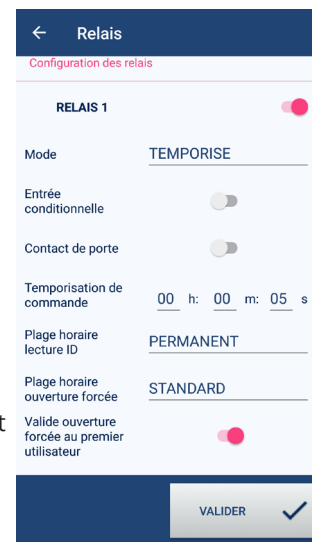 ← Relais
Configuration des relais
RELAIS 1
Mode TEMPORISE
Entrée
conditionnelle
Contact de porte
Temporisation de
commande 00 h: 00 m: 05 s
Plage horaire
lecture ID PERMANENT
Plage horaire
ouverture forcée STANDARD
t
Valide ouverture
forcée au premier
utilisateur
VALIDER